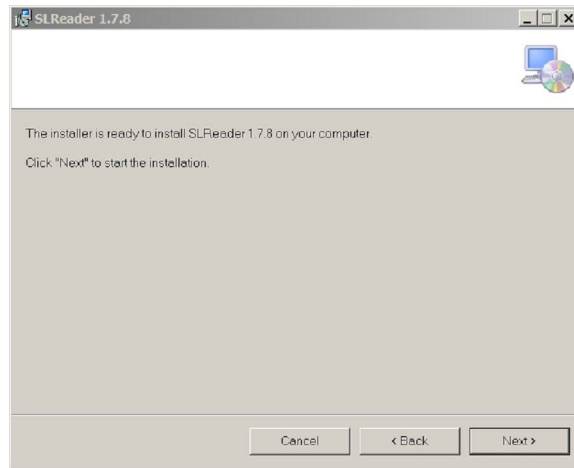 SLReader 1.7.8
The installer is ready to install SLReader 1.7.8 on your computer.
Click "Next" to start the installation.
Cancel < Back Next >